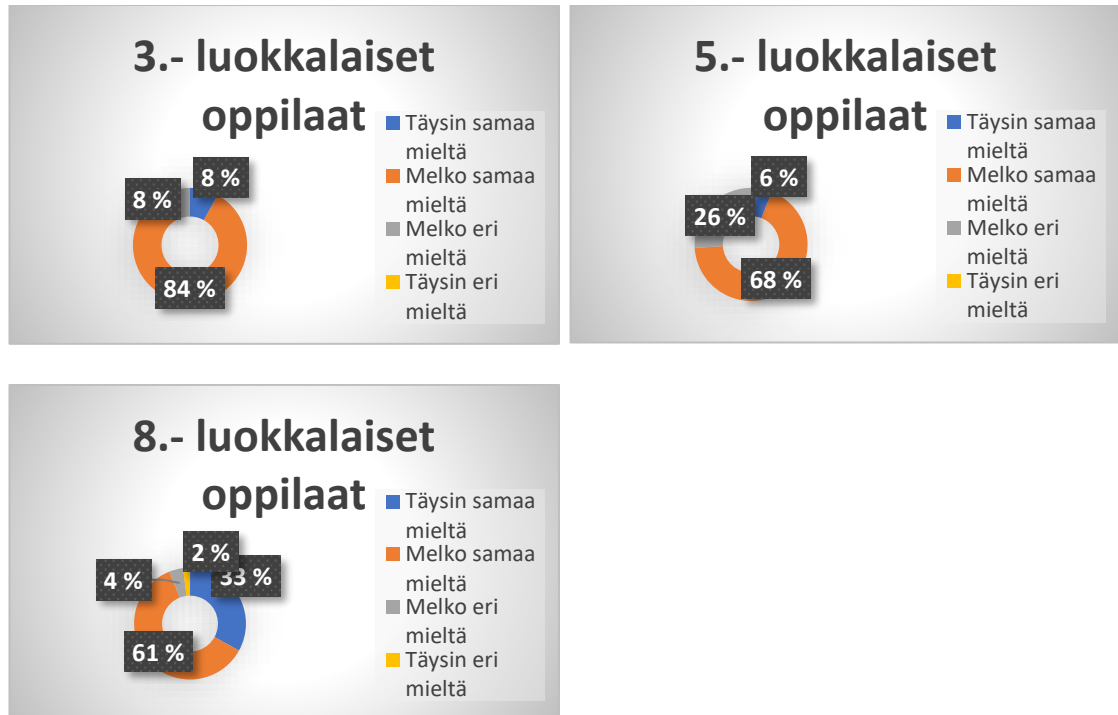 3.- luokkalaiset
oppilaat
Täysin samaa
mieltä
Melko samaa
mieltä
Melko eri
mieltä
Täysin eri
mieltä
8 %
8 %
84 %
5.- luokkalaiset
oppilaat
Täysin samaa
mieltä
Melko samaa
mieltä
Melko eri
mieltä
Täysin eri
mieltä
6 %
26 %
68 %
8.- luokkalaiset
oppilaat
Täysin samaa
mieltä
Melko samaa
mieltä
Melko eri
mieltä
Täysin eri
mieltä
2 %
33 %
4 %
61 %